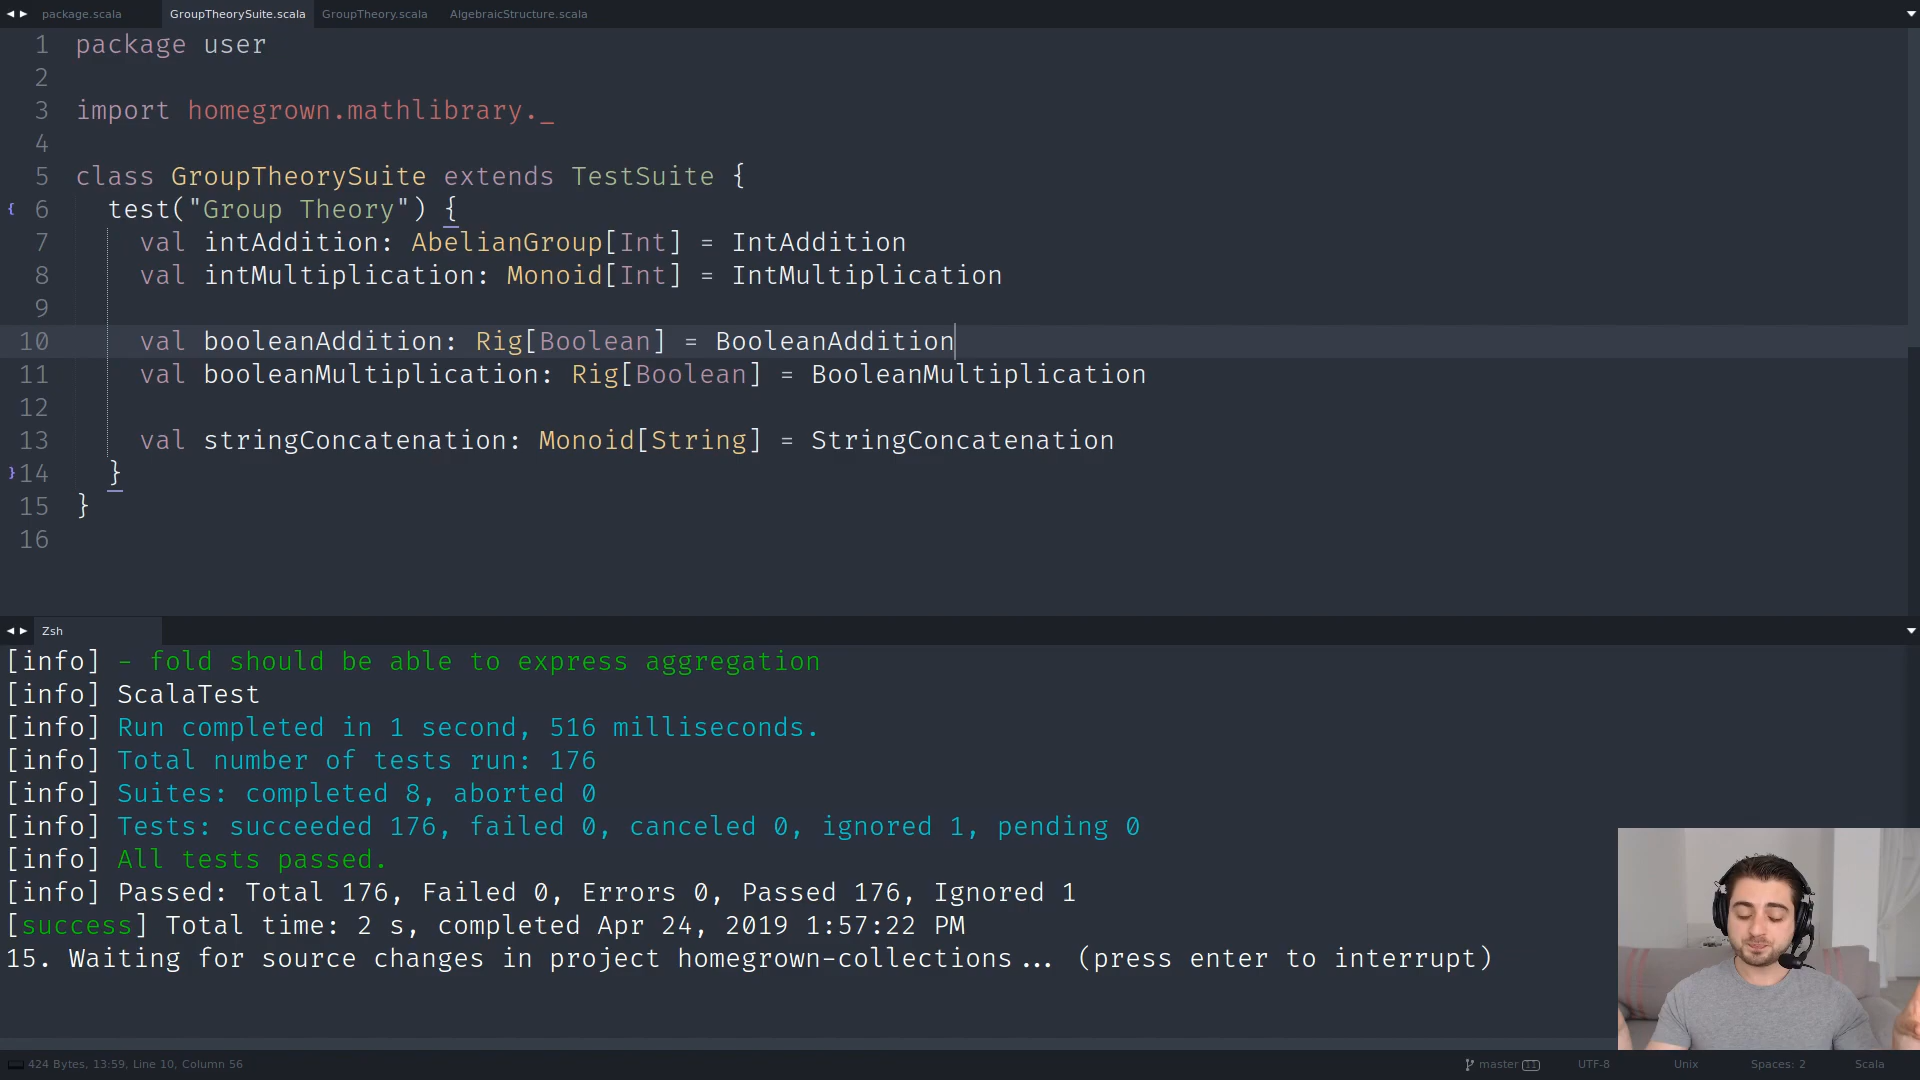 package.scala GroupTheorySuite.scala GroupTheory.scala AlgebraicStructure.scala
1 package user
2
3 import homegrown.mathlibrary._
4
5 class GroupTheorySuite extends TestSuite {
{ 6 test("Group Theory") {
7 val intAddition: AbelianGroup[Int] = IntAddition
8 val intMultiplication: Monoid[Int] = IntMultiplication
9
10 val booleanAddition: Rig[Boolean] = BooleanAddition
11 val booleanMultiplication: Rig[Boolean] = BooleanMultiplication
12
13 val stringConcatenation: Monoid[String] = StringConcatenation
} 14 }
15 }
16
Zsh
[info] - fold should be able to express aggregation
[info] ScalaTest
[info] Run completed in 1 second, 516 milliseconds.
[info] Total number of tests run: 176
[info] Suites: completed 8, aborted 0
[info] Tests: succeeded 176, failed 0, canceled 0, ignored 1, pending 0
[info] All tests passed.
[info] Passed: Total 176, Failed 0, Errors 0, Passed 176, Ignored 1
[success] Total time: 2 s, completed Apr 24, 2019 1:57:22 PM
15. Waiting for source changes in project homegrown-collections... (press enter to interrupt)
424 Bytes, 13:59, Line 10, Column 56 master 11 UTF-8 Unix Spaces: 2 Scala